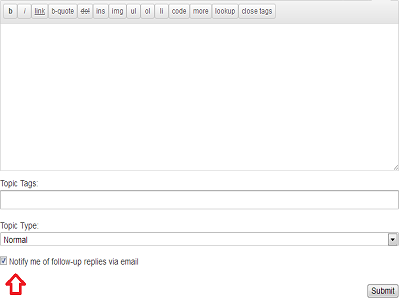 b i link b-quote del ins img ul ol li code more lookup close tags
Topic Tags:
Topic Type:
Normal
Notify me of follow-up replies via email
Submit